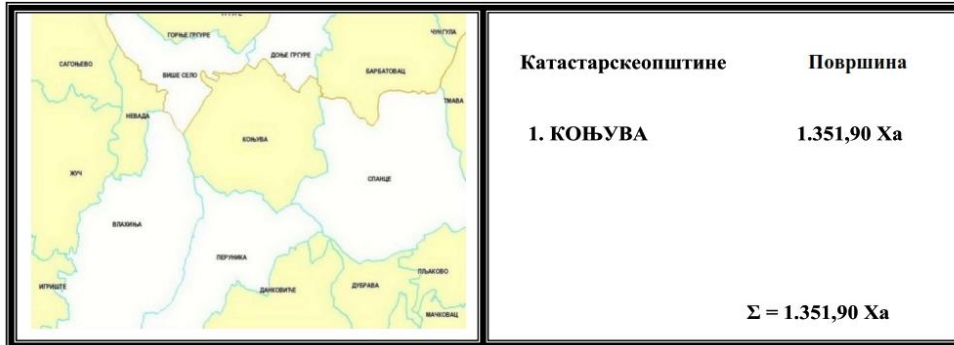 ГОРЊЕ ГРГУРЕ
ЧУНГУЛА
ДОЊЕ ГРГУРЕ
САГОЊЕВО
ВИШЕ СЕЛО
БАРБАТОВАЦ
ТМАВА
НЕВАДА
КОЊУВА
ЖУЧ
СПАНЦЕ
ВЛАХИЊА
ПЕРУНИКА
ПЉАКОВО
ИГРИШТЕ
ДАНКОВИЋЕ
ДУБРАВА
МАЧКОВАЦ
Катастарскеопштине Површина
1. КОЊУВА 1.351,90 Ха
Σ = 1.351,90 Ха